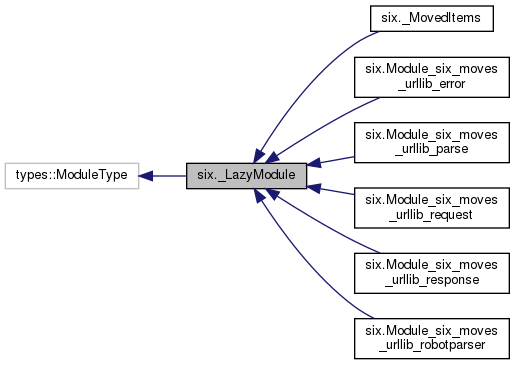 six._MovedItems
six.Module_six_moves
_urllib_error
six.Module_six_moves
_urllib_parse
types::ModuleType
six._LazyModule
six.Module_six_moves
_urllib_request
six.Module_six_moves
_urllib_response
six.Module_six_moves
_urllib_robotparser